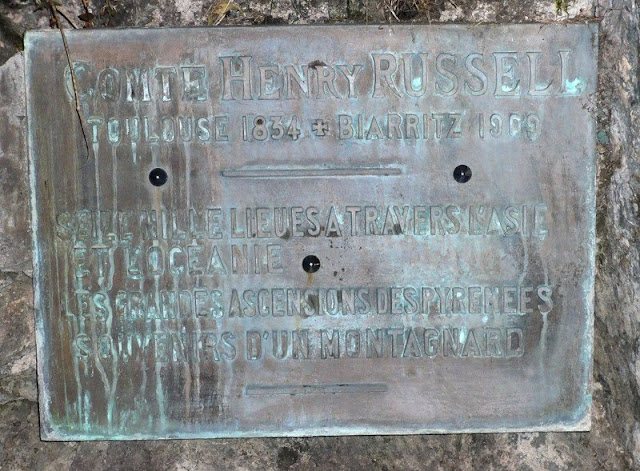 COMTE HENRY RUSSELL
TOULOUSE 1834 + BIARRITZ 1909
SEIZE MILLE LIEUES A TRAVERS L'ASIE
ET L'OCÉANIE
LES GRANDES ASCENSIONS DES PYRENEES
SOUVENIRS D'UN MONTAGNARD